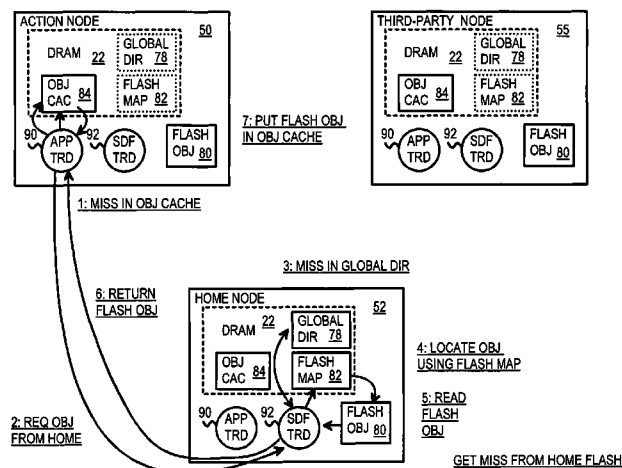 ACTION NODE
50
DRAM 22
GLOBAL
DIR 78
OBJ
CAC 84
FLASH
MAP 82
90
APP
TRD
92
SDF
TRD
FLASH
OBJ 80
7: PUT FLASH OBJ
IN OBJ CACHE
THIRD-PARTY NODE
55
DRAM 22
GLOBAL
DIR 78
OBJ
CAC 84
FLASH
MAP 82
90
APP
TRD
92
SDF
TRD
FLASH
OBJ 80
1: MISS IN OBJ CACHE
3: MISS IN GLOBAL DIR
6: RETURN
FLASH OBJ
HOME NODE
52
DRAM 22
GLOBAL
DIR 78
OBJ
CAC 84
FLASH
MAP 82
90
APP
TRD
92
SDF
TRD
FLASH
OBJ 80
4: LOCATE OBJ
USING FLASH MAP
5: READ
FLASH
OBJ
2: REQ OBJ
FROM HOME
GET MISS FROM HOME FLASH